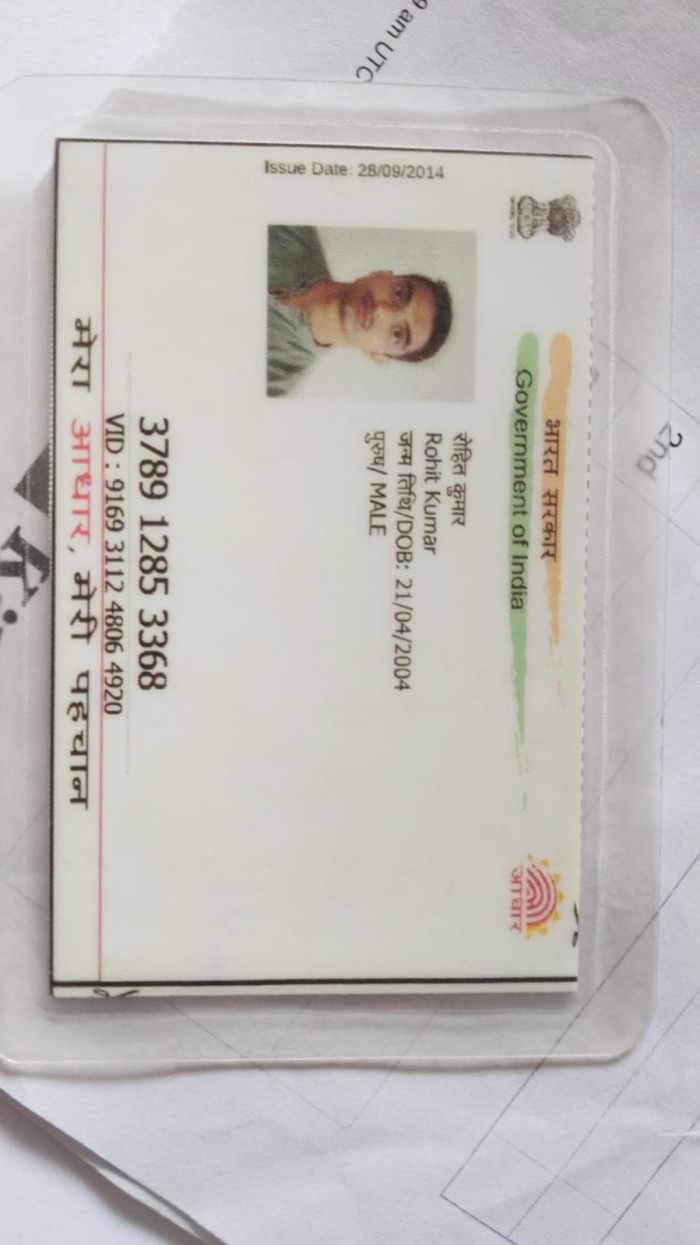 am UTC
2nd
भारत सरकार
Government of India
आधार
Issue Date: 28/09/2014
रोहित कुमार
Rohit Kumar
जन्म तिथि/DOB: 21/04/2004
पुरुष/ MALE
3789 1285 3368
VID : 9169 3112 4806 4920
मेरा आधार, मेरी पहचान